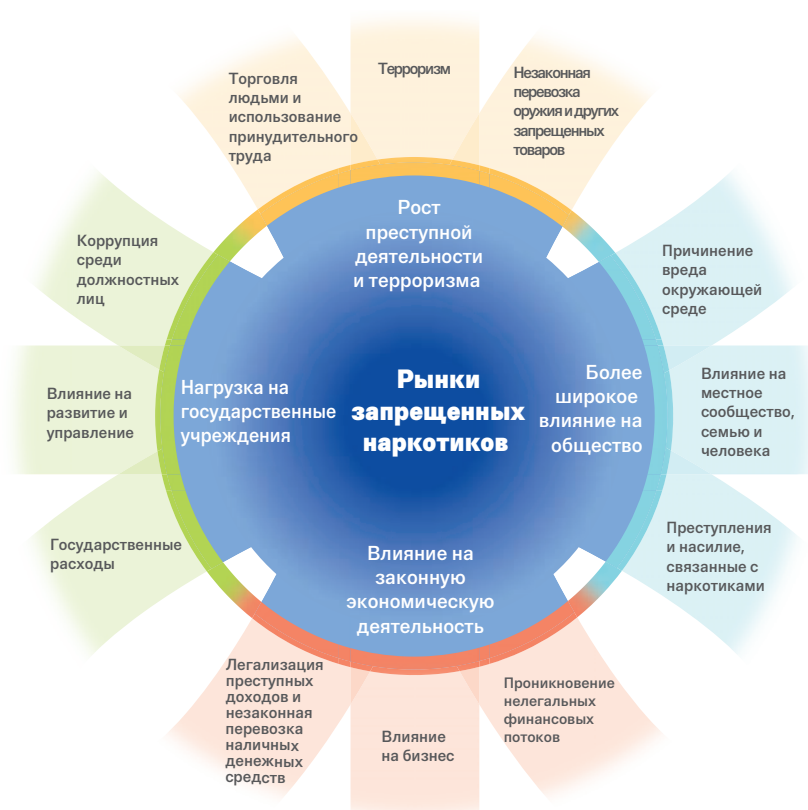 Терроризм
Торговля
людьми и
использование
принудительного
труда
Незаконная
перевозка
оружия и других
запрещенных
товаров
Рост
преступной
деятельности
и терроризма
Коррупция
среди
должностных
лиц
Причинение
вреда
окружающей
среде
Влияние на
развитие и
управление
Нагрузка на
государственные
учреждения
Рынки
запрещенных
наркотиков
Более
широкое
влияние на
общество
Влияние на
местное
сообщество,
семью и
человека
Государственные
расходы
Влияние на
законную
экономическую
деятельность
Преступления
и насилие,
связанные с
наркотиками
Легализация
преступных
доходов и
незаконная
перевозка
наличных
денежных
средств
Влияние
на бизнес
Проникновение
нелегальных
финансовых
потоков